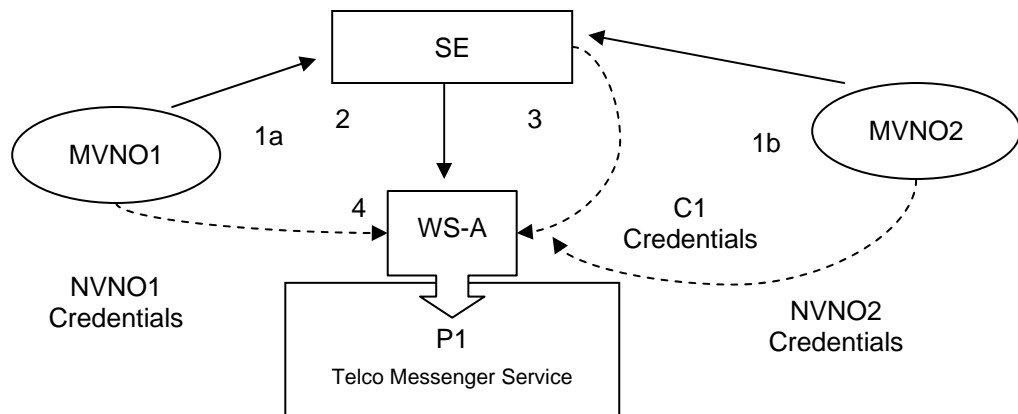 SE
MVNO1
1a
2
3
1b
MVNO2
4
WS-A
C1
Credentials
NVNO1
Credentials
NVNO2
Credentials
P1
Telco Messenger Service